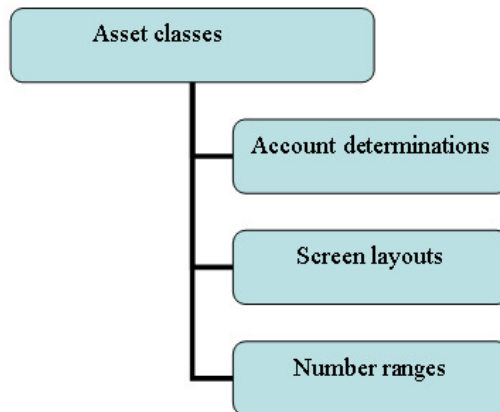 Asset classes
Account determinations
Screen layouts
Number ranges